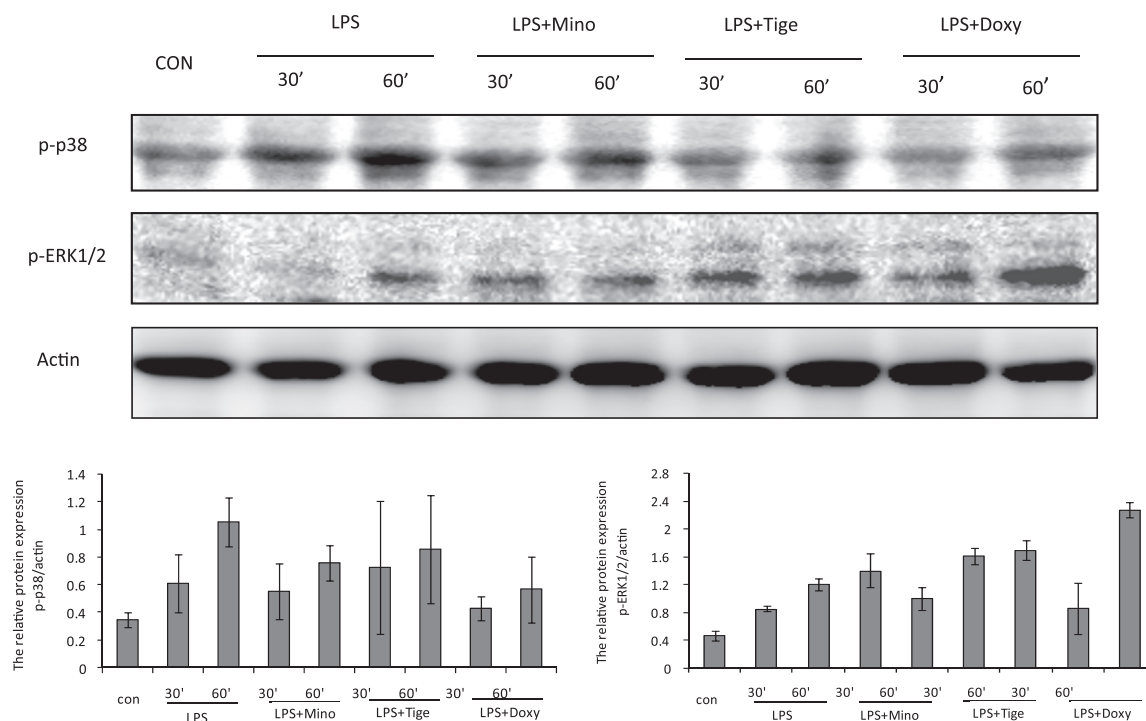 LPS LPS+Mino LPS+Tige LPS+Doxy
CON
30' 60' 30' 60' 30' 60' 30' 60'
p-p38
p-ERK1/2
Actin
The relative protein expression
p-p38/actin
1.4
1.2
1
0.8
0.6
0.4
0.2
0
con 30' 60' 30' 60' 30' 60' 30' 60'
LPS LPS+Mino LPS+Tige LPS+Doxy
The relative protein expression
p-ERK1/2/actin
2.8
2.4
2
1.6
1.2
0.8
0.4
0
con 30' 60' 30' 60' 30' 60'
LPS LPS+Mino LPS+Tige LPS+Doxy